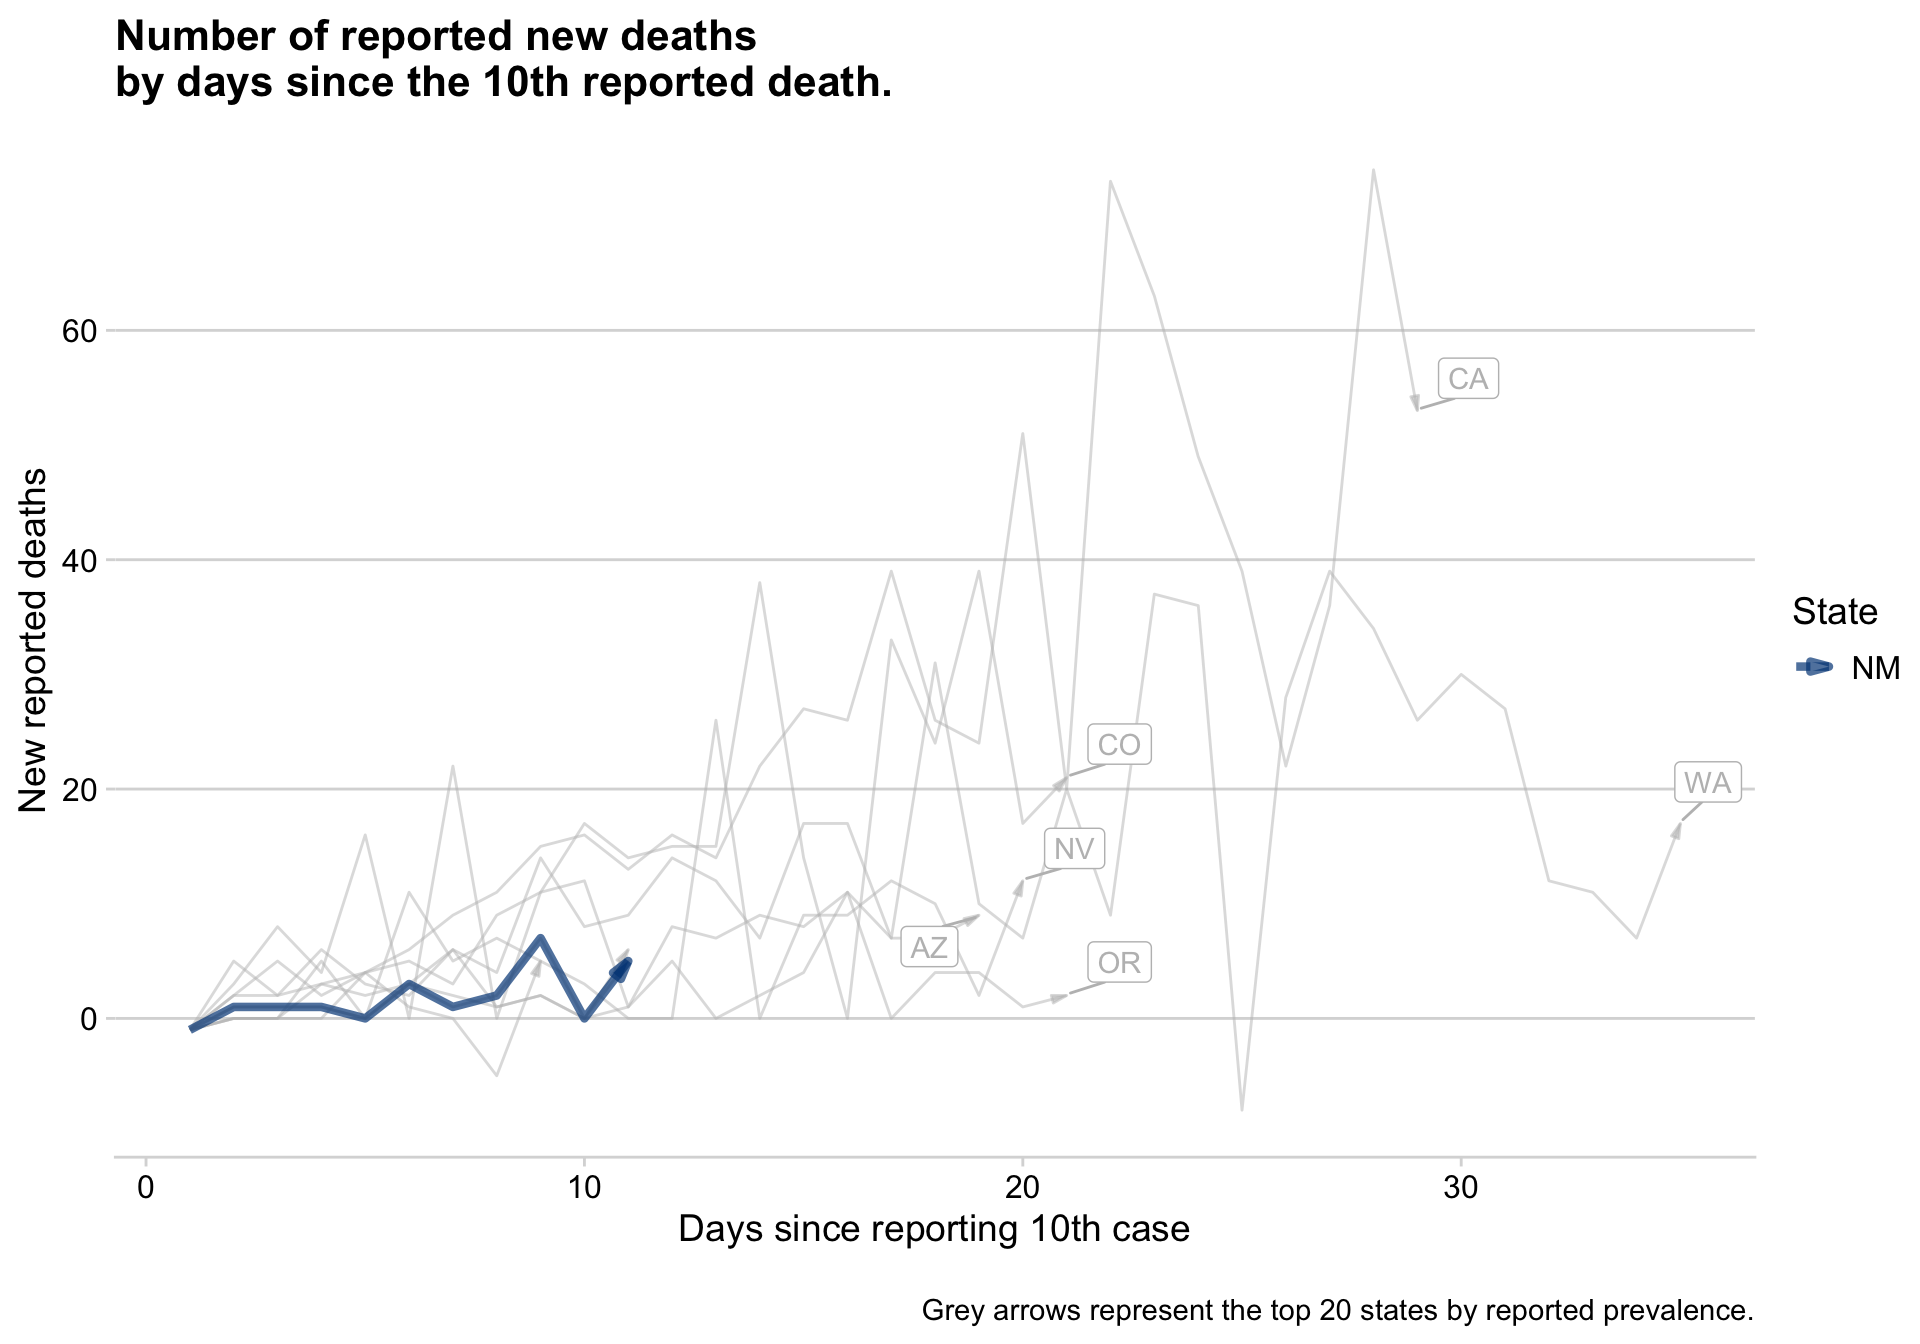 Number of reported new deaths
by days since the 10th reported death.
New reported deaths
60
40
20
0
CA
CO
WA
NV
AZ
OR
State
NM
0
10
20
30
Days since reporting 10th case
Grey arrows represent the top 20 states by reported prevalence.